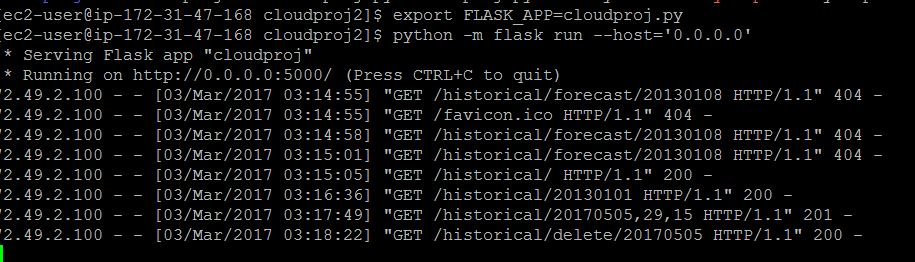 [ec2-user@ip-172-31-47-168 cloudproj2]$ export FLASK_APP=cloudproj.py
[ec2-user@ip-172-31-47-168 cloudproj2]$ python -m flask run --host='0.0.0.0'
* Serving Flask app "cloudproj"
* Running on http://0.0.0.0:5000/ (Press CTRL+C to quit)
2.49.2.100 - - [03/Mar/2017 03:14:55] "GET /historical/forecast/20130108 HTTP/1.1" 404 -
2.49.2.100 - - [03/Mar/2017 03:14:55] "GET /favicon.ico HTTP/1.1" 404 -
2.49.2.100 - - [03/Mar/2017 03:14:58] "GET /historical/forecast/20130108 HTTP/1.1" 404 -
2.49.2.100 - - [03/Mar/2017 03:15:01] "GET /historical/forecast/20130108 HTTP/1.1" 404 -
2.49.2.100 - - [03/Mar/2017 03:15:05] "GET /historical/ HTTP/1.1" 200 -
2.49.2.100 - - [03/Mar/2017 03:16:36] "GET /historical/20130101 HTTP/1.1" 200 -
2.49.2.100 - - [03/Mar/2017 03:17:49] "GET /historical/20170505,29,15 HTTP/1.1" 201 -
2.49.2.100 - - [03/Mar/2017 03:18:22] "GET /historical/delete/20170505 HTTP/1.1" 200 -